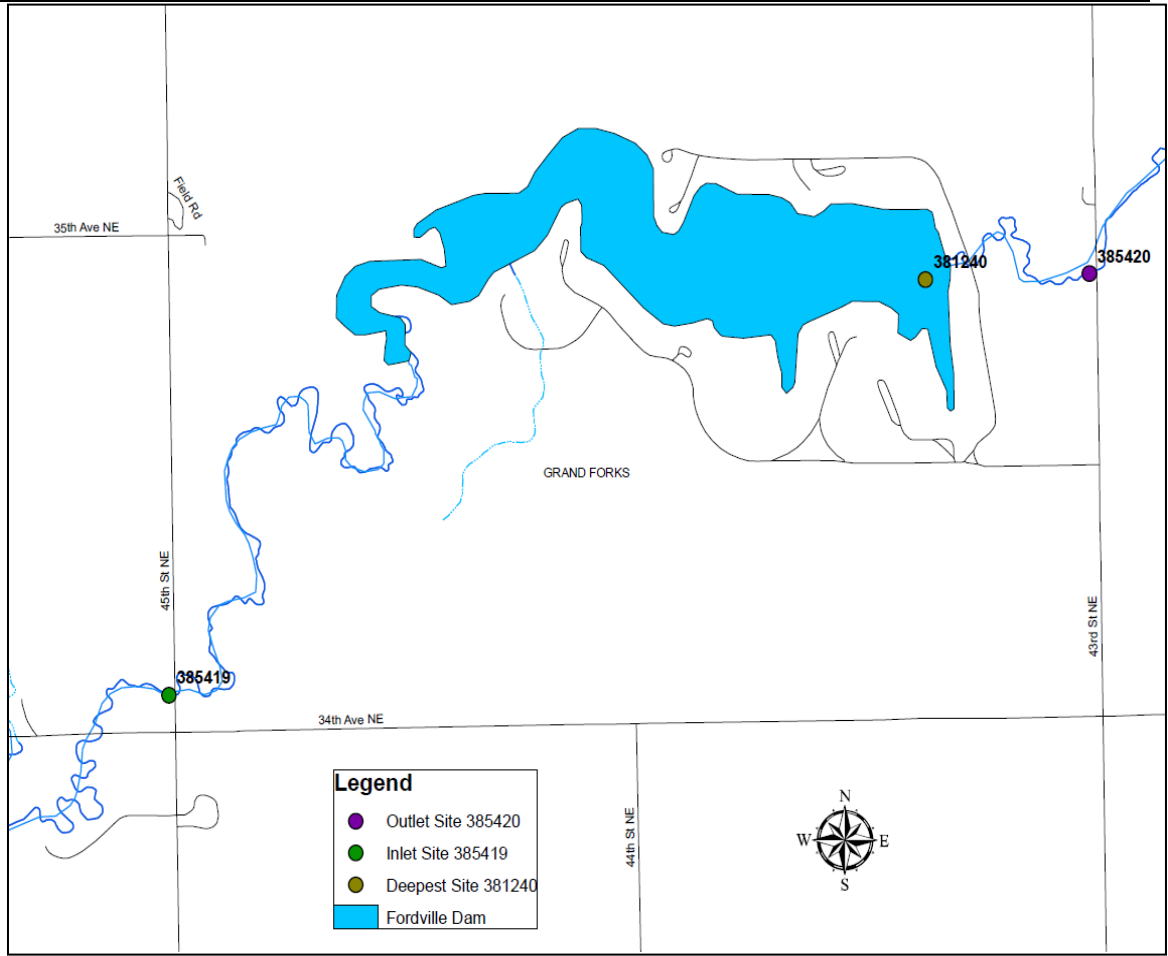 Field Rd
35th Ave NE
381240
385420
GRAND FORKS
45th St NE
43rd St NE
385419
34th Ave NE
44th St NE
Legend
Outlet Site 385420
Inlet Site 385419
Deepest Site 381240
Fordville Dam
N
W E
S